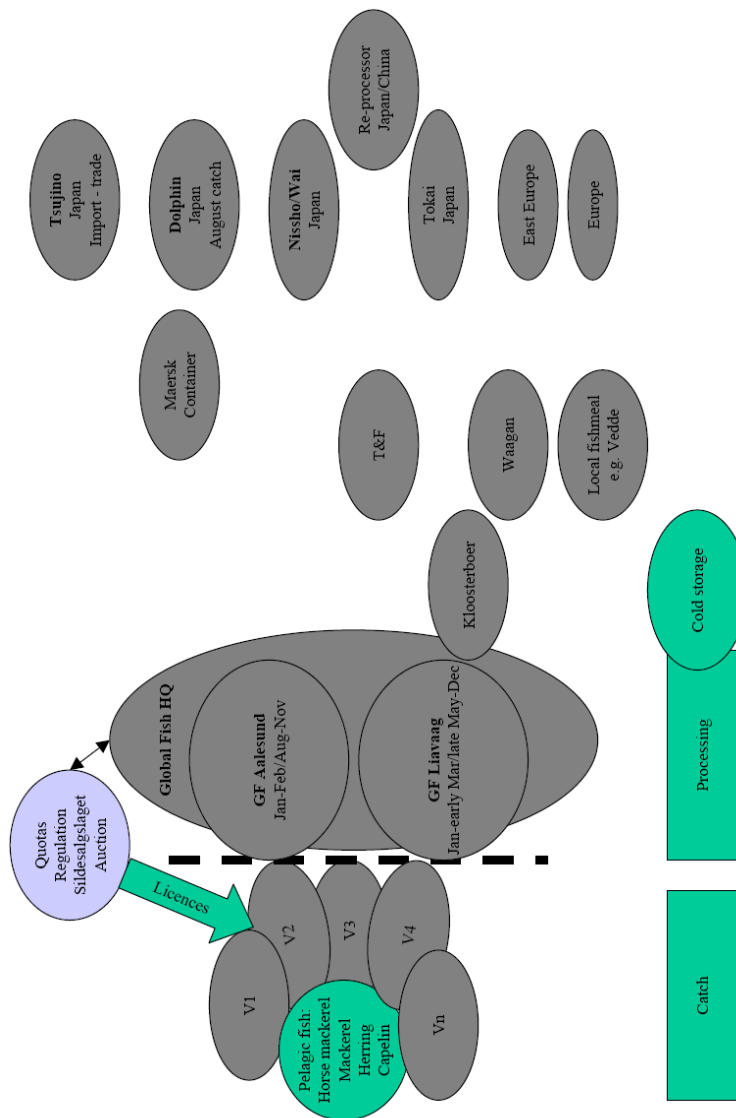 Quotas
Regulation
Sildesalgslaget
Auction
Licences
Pelagic fish:
Horse mackerel
Mackerel
Herring
Capelin
V1
V2
V3
V4
Vn
Global Fish HQ
GF Aalesund
Jan-Feb/Aug-Nov
GF Liavaag
Jan-early Mar/late May-Dec
Kloosterboer
Maersk
Container
T&F
Waagan
Local fishmeal
e.g. Vedde
Tsujino
Japan
Import - trade
Dolphin
Japan
August catch
Nissho/Wai
Japan
Re-processor
Japan/China
Tokai
Japan
East Europe
Europe
Catch
Processing
Cold storage